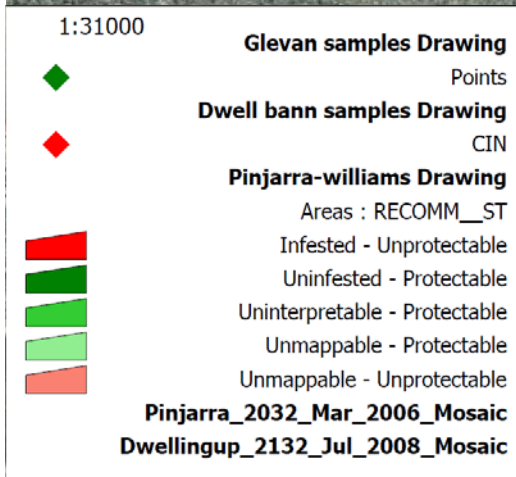 1:31000
Glevan samples Drawing
Points
Dwell bann samples Drawing
CIN
Pinjarra-williams Drawing
Areas : RECOMM__ST
Infested - Unprotectable
Uninfested - Protectable
Uninterpretable - Protectable
Unmappable - Protectable
Unmappable - Unprotectable
Pinjarra_2032_Mar_2006_Mosaic
Dwellingup_2132_Jul_2008_Mosaic